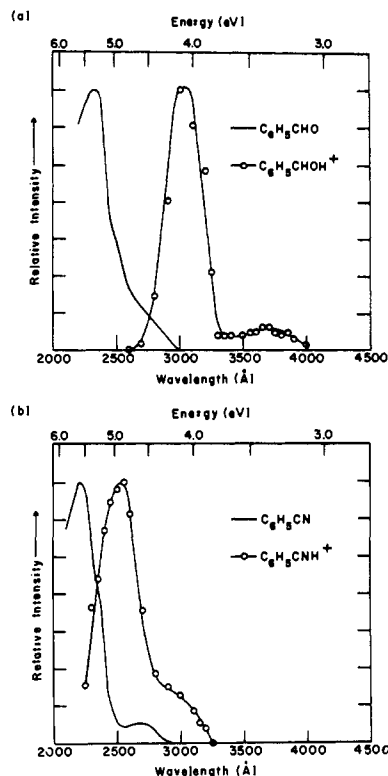 (a)
Energy (eV)
6.0 5.0 4.0 3.0
C6H5CHO
C6H5CHOH+
Relative Intensity
2000 2500 3000 3500 4000 4500
Wavelength (Å)
(b)
Energy (eV)
6.0 5.0 4.0 3.0
C6H5CN
C6H5CNH+
Relative Intensity
2000 2500 3000 3500 4000 4500
Wavelength (Å)